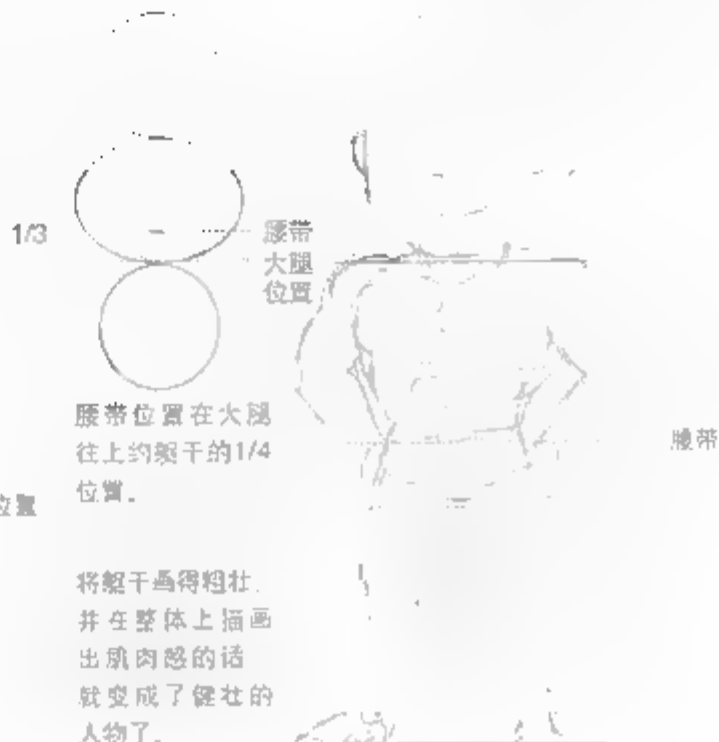 1/3
腰带
大腿
位置
腰带位置在大腿
往上约躯干的1/4
位置。
腰带
位置
将躯干画得粗壮，
并在整体上描画
出肌肉感的话
就变成了健壮的
人物了。